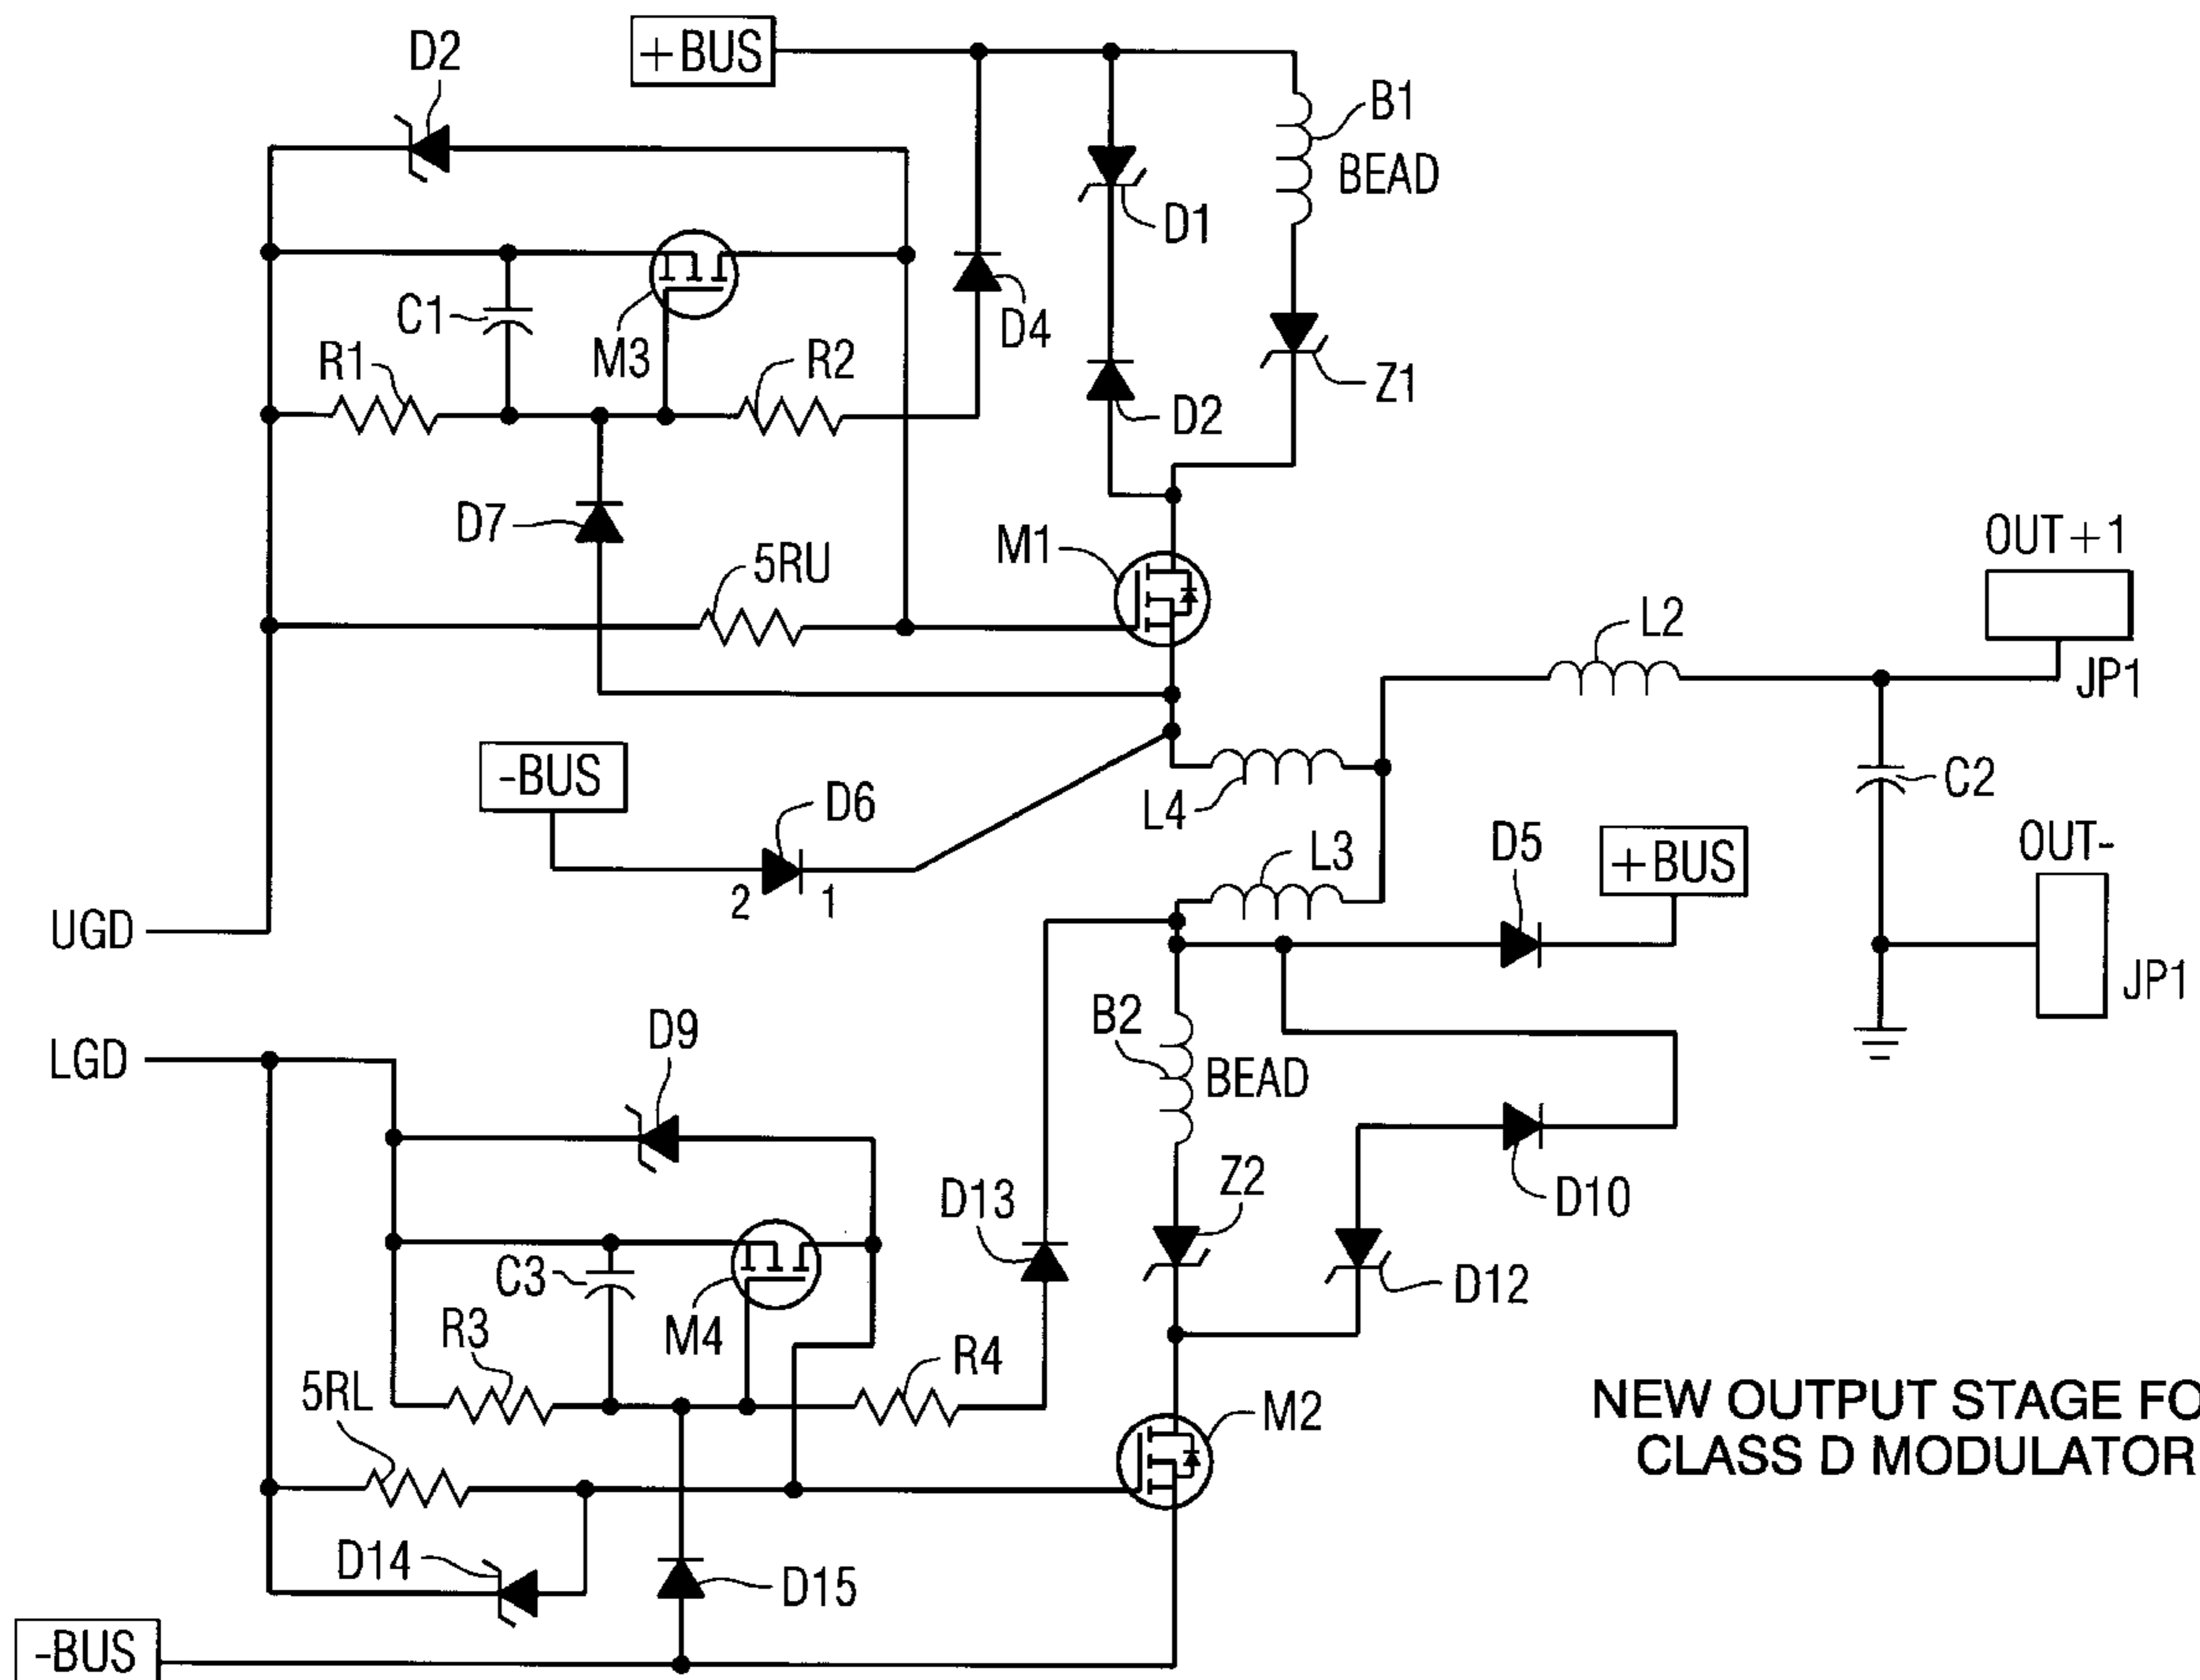 D2
+BUS
B1
BEAD
D1
C1
M3
D4
R1
R2
Z1
D2
D7
5RU
M1
OUT+1
L2
JP1
-BUS
D6
L4
C2
2
1
L3
D5
+BUS
OUT-
UGD
JP1
LGD
D9
B2
BEAD
D13
Z2
D10
C3
M4
D12
R3
R4
5RL
M2
NEW OUTPUT STAGE FO
CLASS D MODULATOR
D14
D15
-BUS